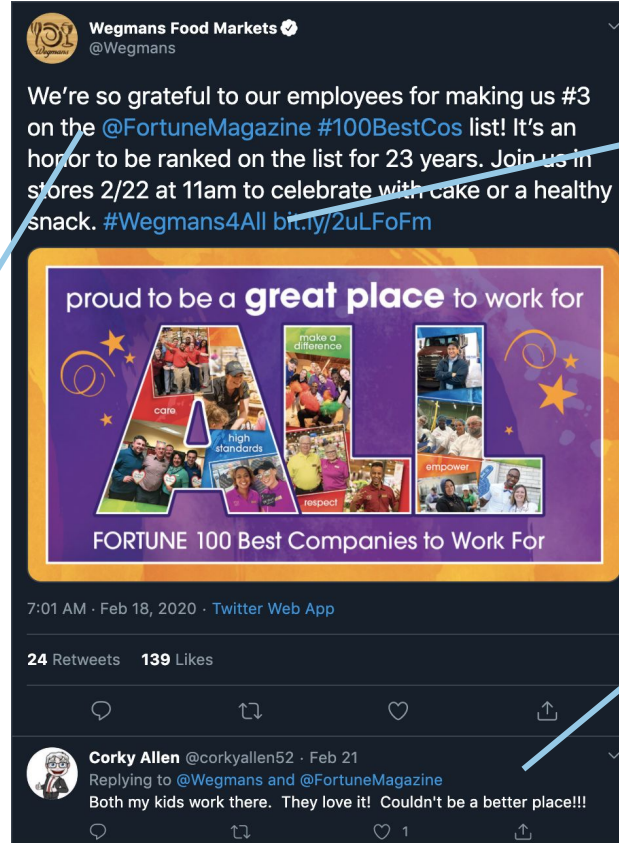 Wegmans
Wegmans Food Markets
@Wegmans
We're so grateful to our employees for making us #3
on the @FortuneMagazine #100BestCos list! It's an
honor to be ranked on the list for 23 years. Join us in
stores 2/22 at 11am to celebrate with cake or a healthy
snack. #Wegmans4All bit.ly/2uLFoFm
proud to be a great place to work for
ALL
make a
difference
care
high
standards
empower
respect
FORTUNE 100 Best Companies to Work For
7:01 AM · Feb 18, 2020 · Twitter Web App
24 Retweets 139 Likes
Corky Allen @corkyallen52 · Feb 21
Replying to @Wegmans and @FortuneMagazine
Both my kids work there. They love it! Couldn't be a better place!!!
1